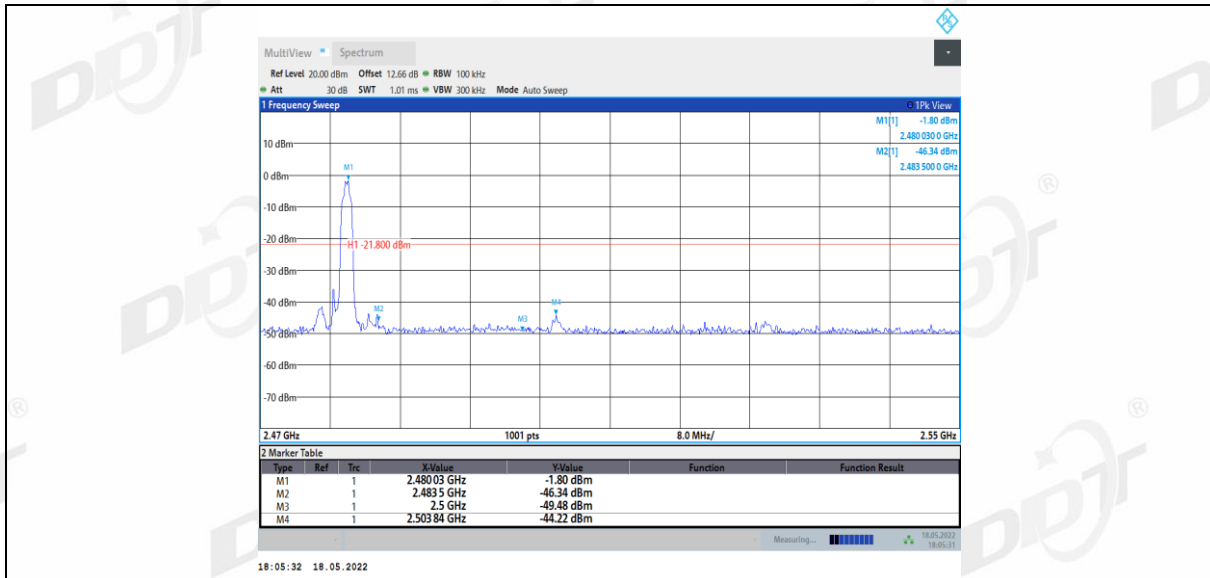 MultiView Spectrum
Ref Level 20.00 dBm Offset 12.66 dB RBW 100 kHz
Att 30 dB SWT 1.01 ms VBW 300 kHz Mode Auto Sweep
1 Frequency Sweep 1Pk View
M1[1] -1.80 dBm
2.480 030 0 GHz
M2[1] -46.34 dBm
2.483 500 0 GHz
10 dBm
M1
0 dBm
-10 dBm
-20 dBm
H1 -21.800 dBm
-30 dBm
-40 dBm
M4
M2
M3
-50 dBm
-60 dBm
-70 dBm
2.47 GHz 1001 pts 8.0 MHz/ 2.55 GHz
2 Marker Table
Type Ref Trc X-Value Y-Value Function Function Result
M1 1 2.480 03 GHz -1.80 dBm
M2 1 2.483 5 GHz -46.34 dBm
M3 1 2.5 GHz -49.48 dBm
M4 1 2.503 84 GHz -44.22 dBm
Measuring... 18.05.2022
18:05:31
18:05:32 18.05.2022
DDT
®